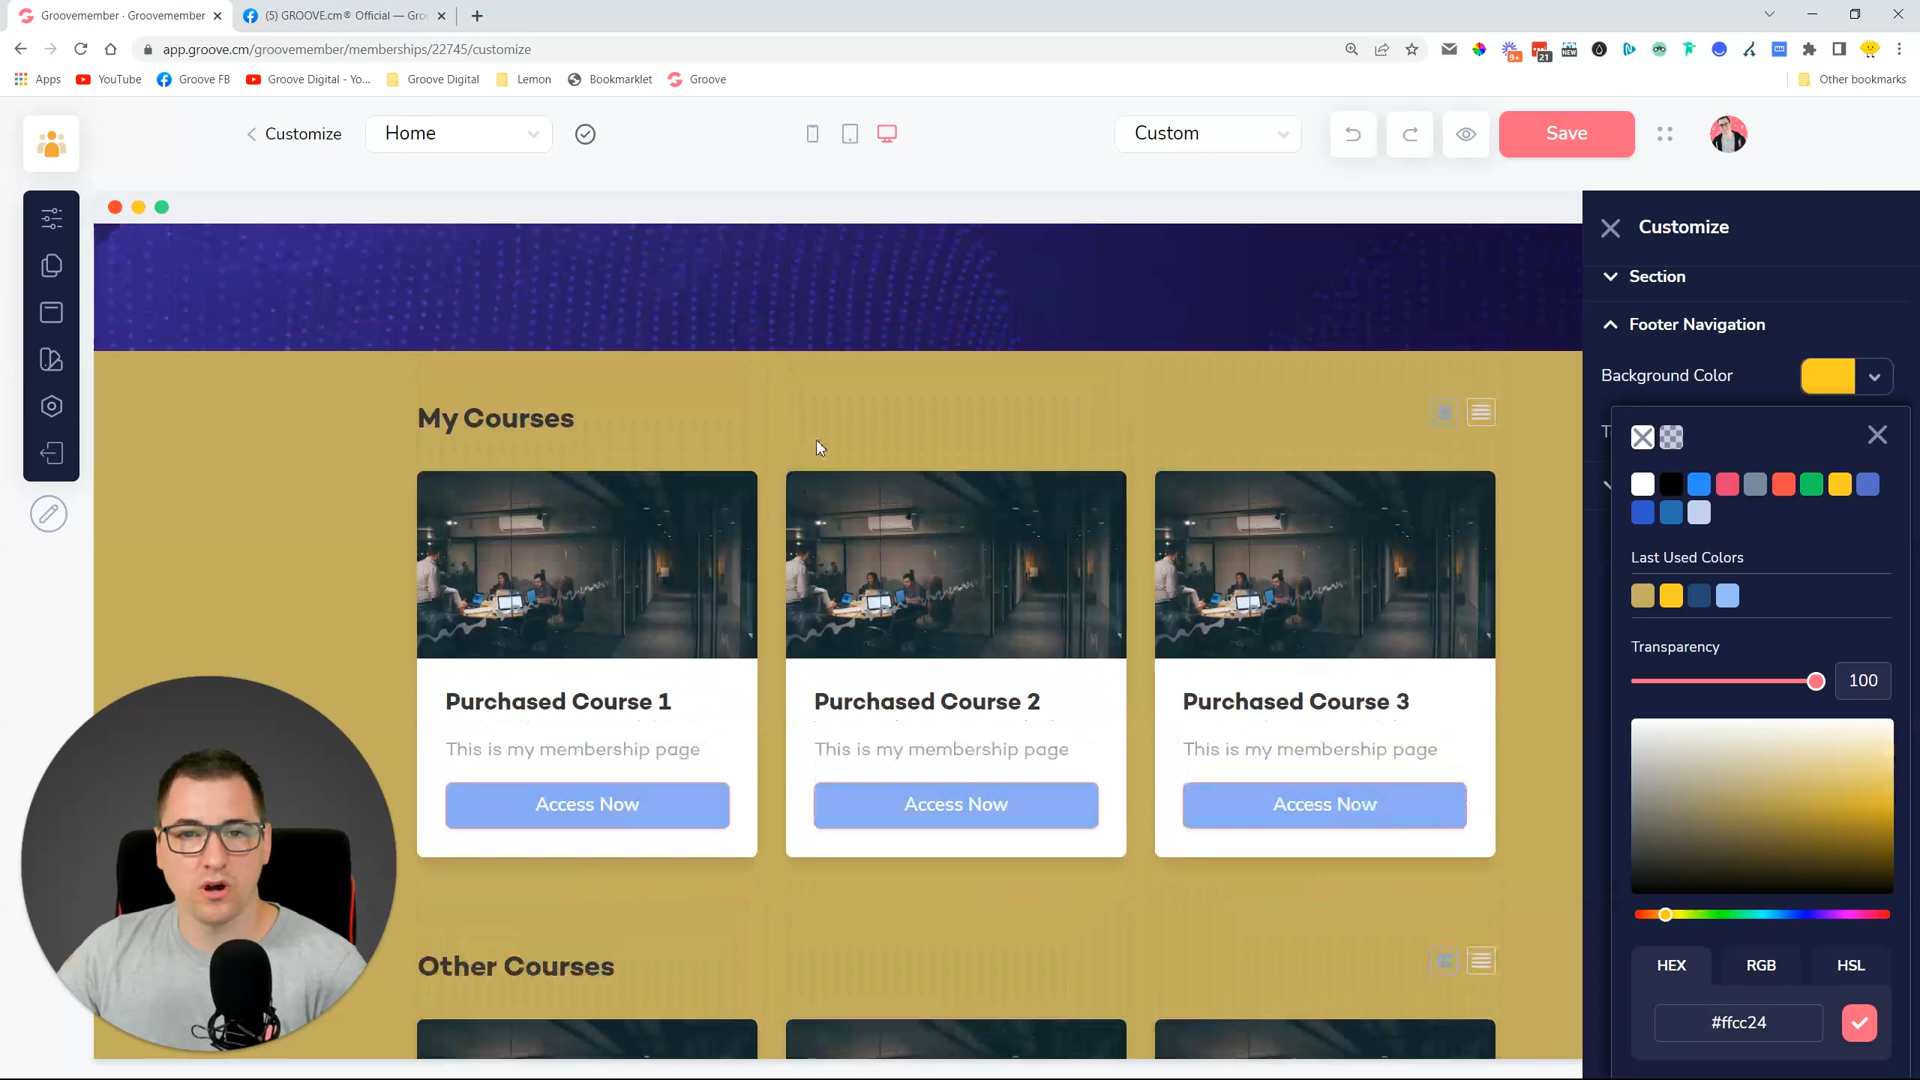 Groovemember · Groovemember
(5) GROOVE.cm® Official — Gro
app.groove.cm/groovemember/memberships/22745/customize
9+
21
NEW
Apps
YouTube
Groove FB
Groove Digital - Yo...
Groove Digital
Lemon
Bookmarklet
Groove
Other bookmarks
Customize
Home
Custom
Save
Customize
Section
Footer Navigation
Background Color
My Courses
Last Used Colors
Transparency
100
Purchased Course 1
Purchased Course 2
Purchased Course 3
This is my membership page
This is my membership page
This is my membership page
Access Now
Access Now
Access Now
Other Courses
HEX
RGB
HSL
#ffcc24